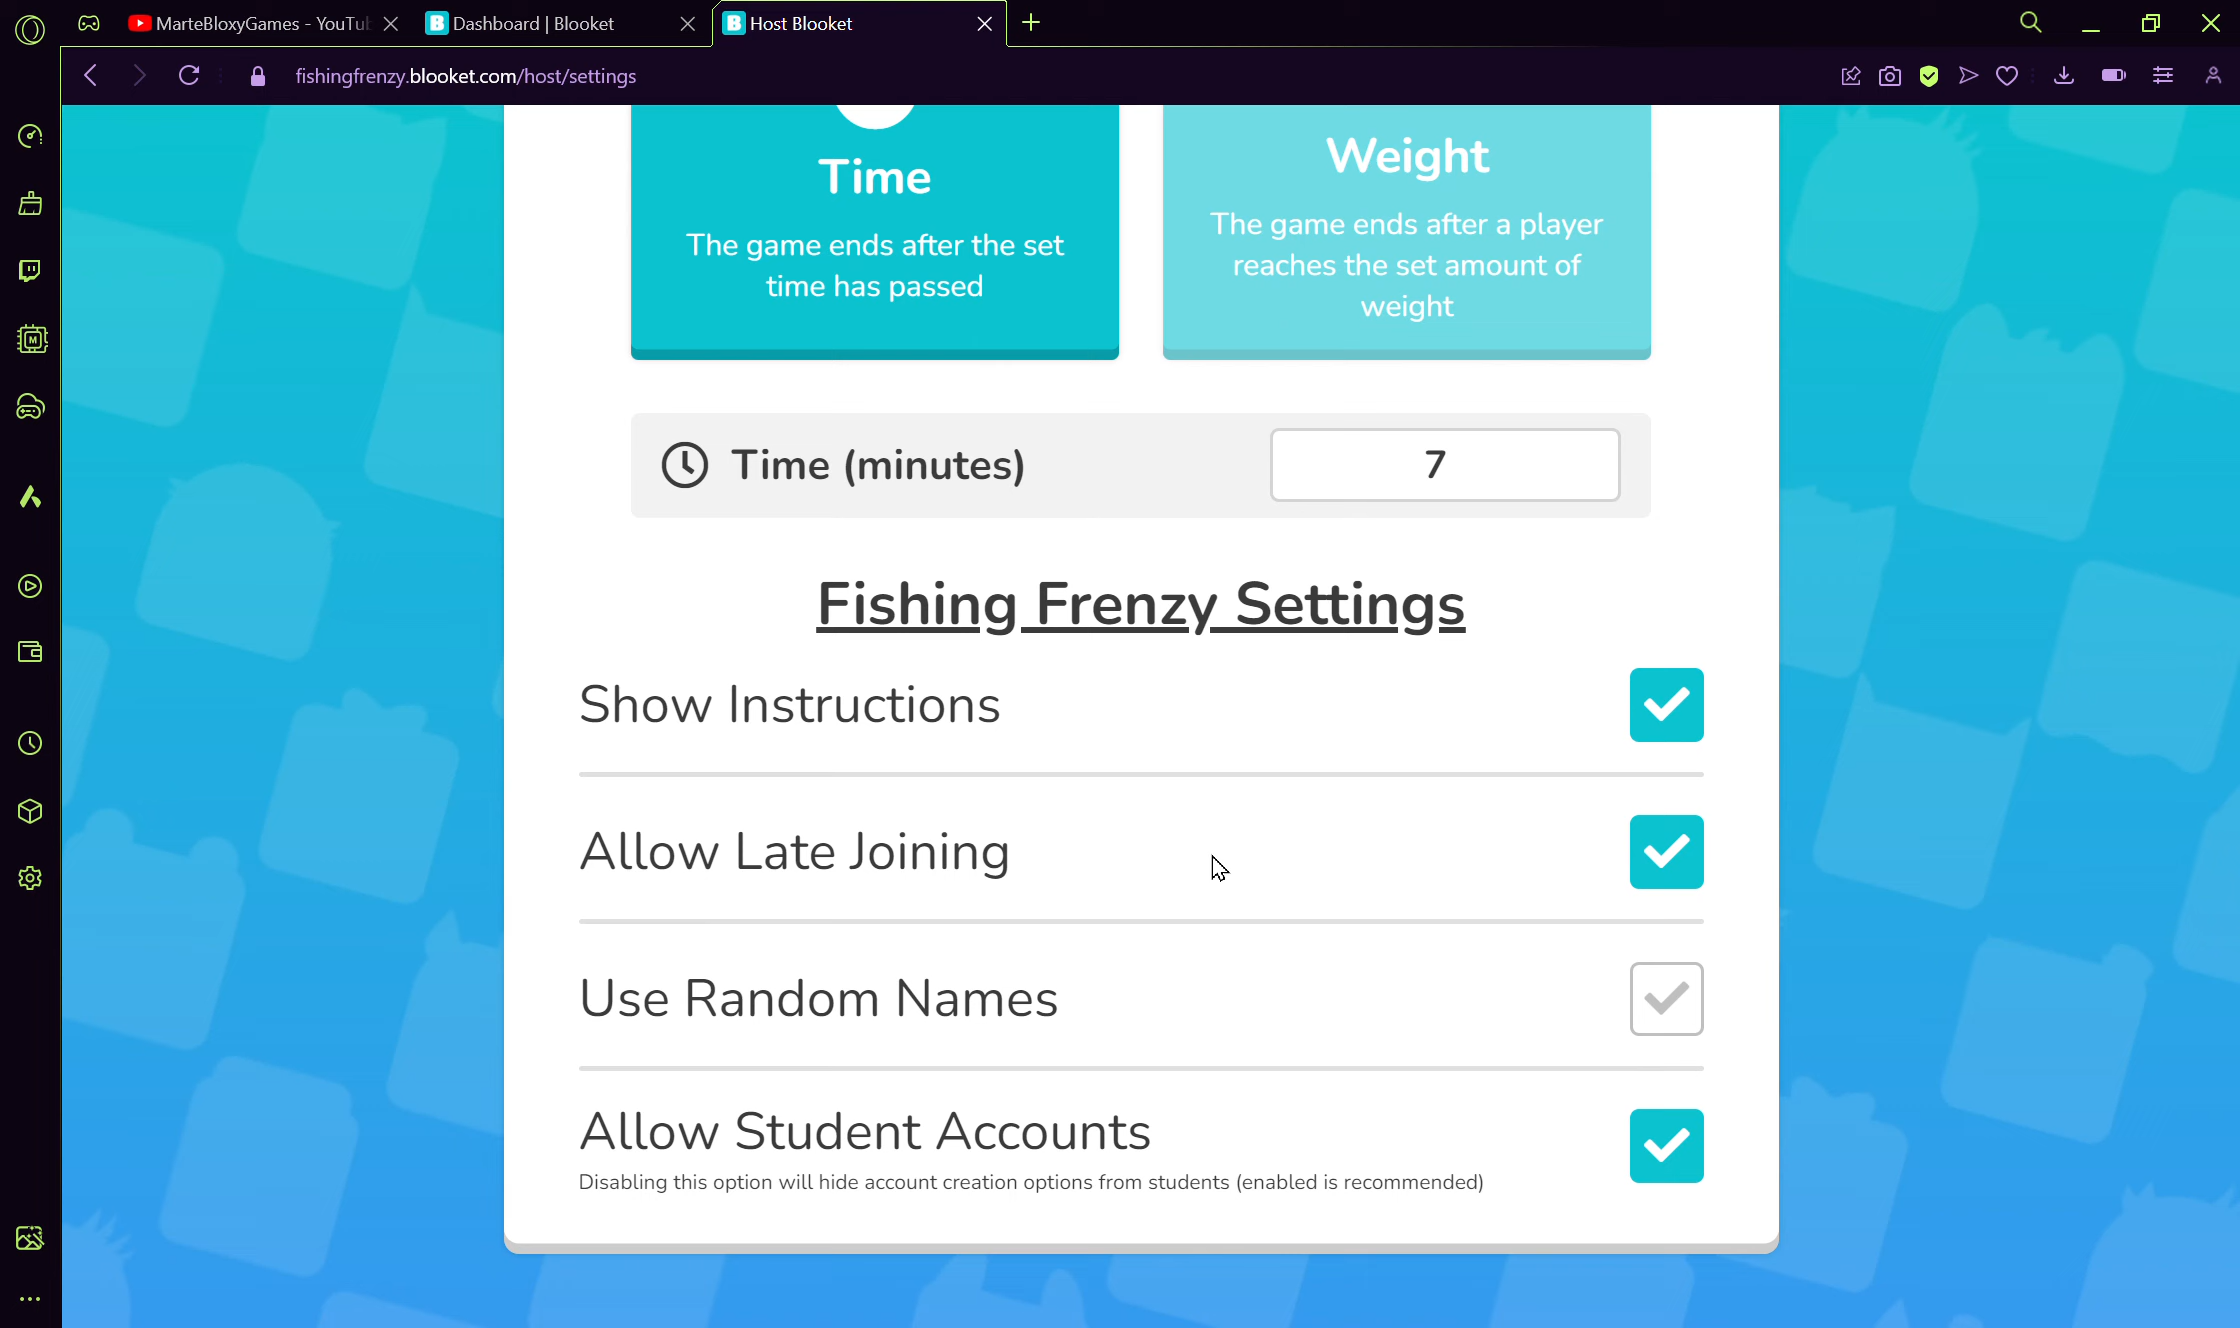 MarteBloxyGames - YouTu
Dashboard | Blooket
Host Blooket
fishingfrenzy.blooket.com/host/settings
Time
The game ends after the set
time has passed
Weight
The game ends after a player
reaches the set amount of
weight
Time (minutes)
7
Fishing Frenzy Settings
Show Instructions
Allow Late Joining
Use Random Names
Allow Student Accounts
Disabling this option will hide account creation options from students (enabled is recommended)